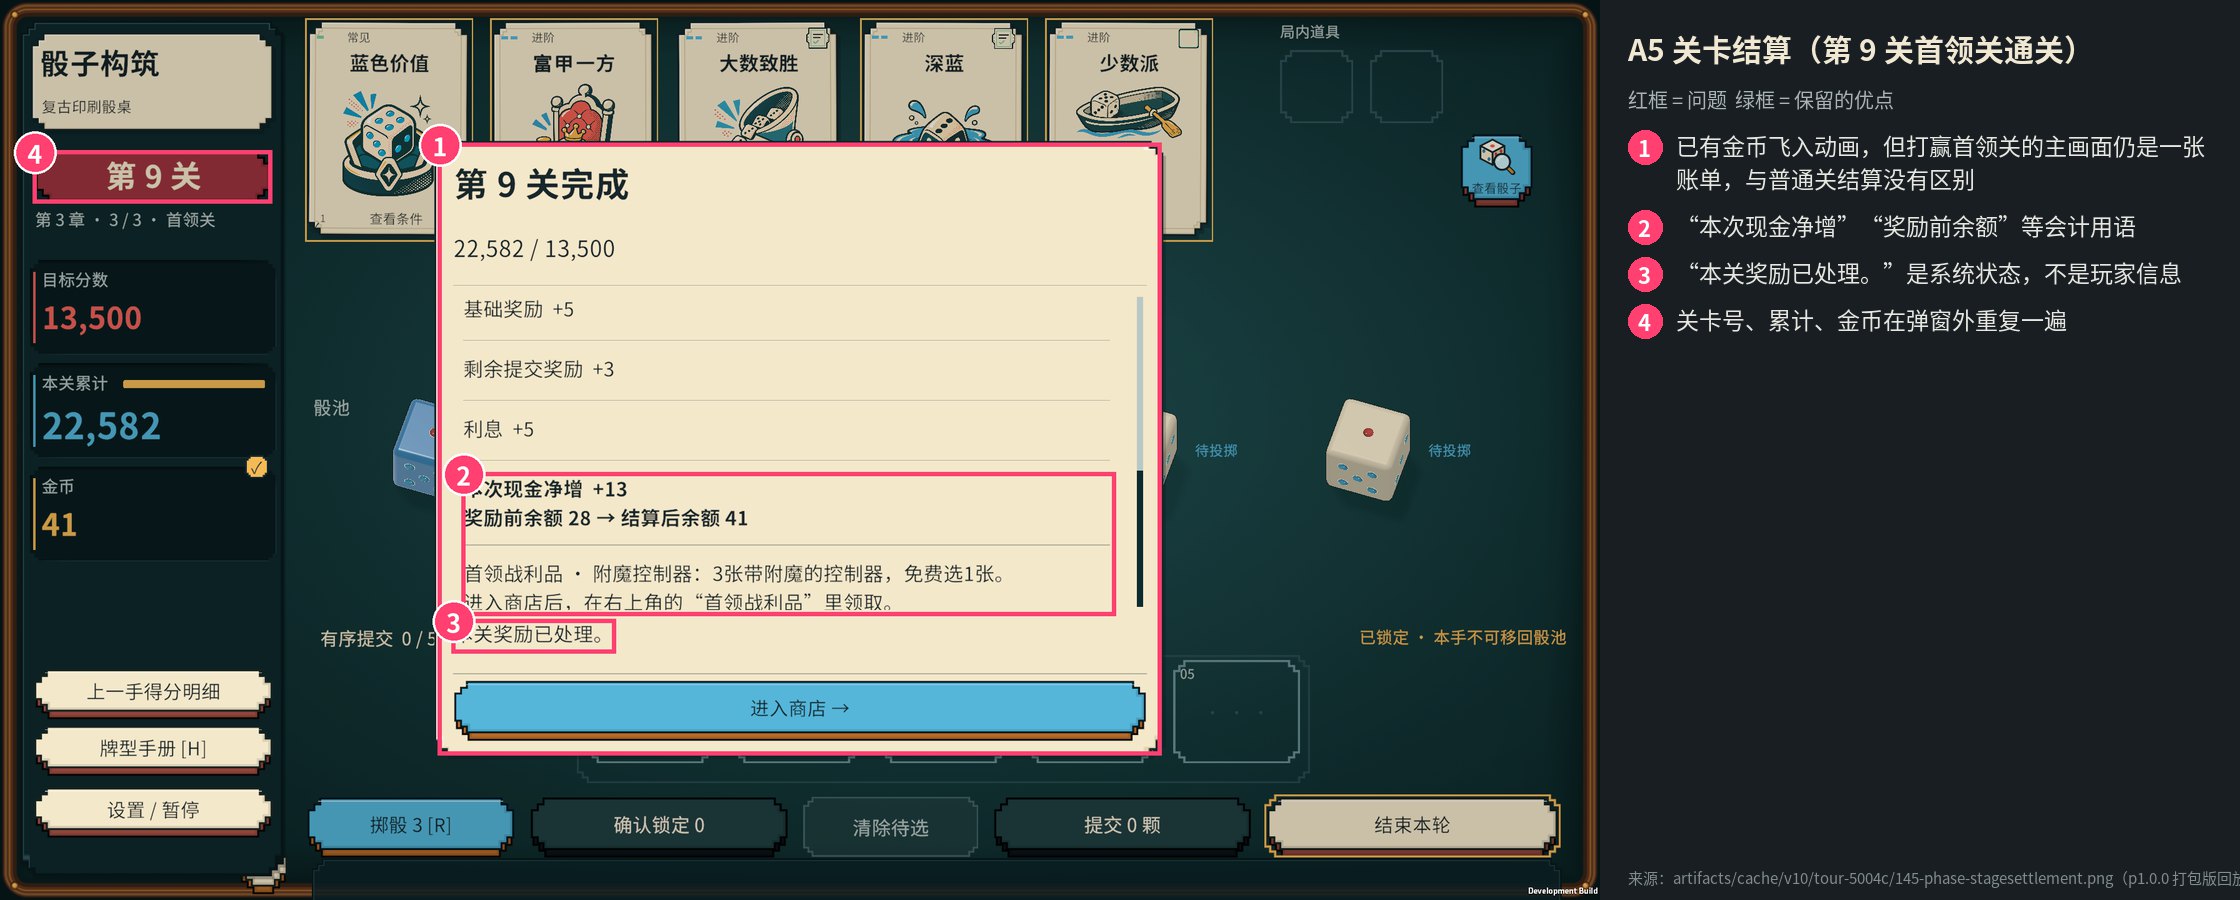 骰子构筑
复古印刷骰桌
4
第 9 关
第 3 章 · 3 / 3 · 首领关
目标分数
13,500
本关累计
22,582
金币
41
上一手得分明细
牌型手册 [H]
设置 / 暂停
常见
蓝色价值
1
查看条件
进阶
富甲一方
进阶
大数致胜
进阶
深蓝
进阶
少数派
局内道具
查看骰子
骰池
待投掷
待投掷
1
第 9 关完成
22,582 / 13,500
基础奖励 +5
剩余提交奖励 +3
利息 +5
2
本次现金净增 +13
奖励前余额 28 → 结算后余额 41
首领战利品 · 附魔控制器：3张带附魔的控制器，免费选1张。
进入商店后，在右上角的“首领战利品”里领取。
3
关奖励已处理。
进入商店 →
有序提交 0 / 5
已锁定 · 本手不可移回骰池
05
掷骰 3 [R]
确认锁定 0
清除待选
提交 0 颗
结束本轮
Development Build
A5 关卡结算（第 9 关首领关通关）
红框 = 问题 绿框 = 保留的优点
1 已有金币飞入动画，但打赢首领关的主画面仍是一张
账单，与普通关结算没有区别
2 “本次现金净增”“奖励前余额”等会计用语
3 “本关奖励已处理。”是系统状态，不是玩家信息
4 关卡号、累计、金币在弹窗外重复一遍
来源：artifacts/cache/v10/tour-5004c/145-phase-stagesettlement.png（p1.0.0 打包版回放